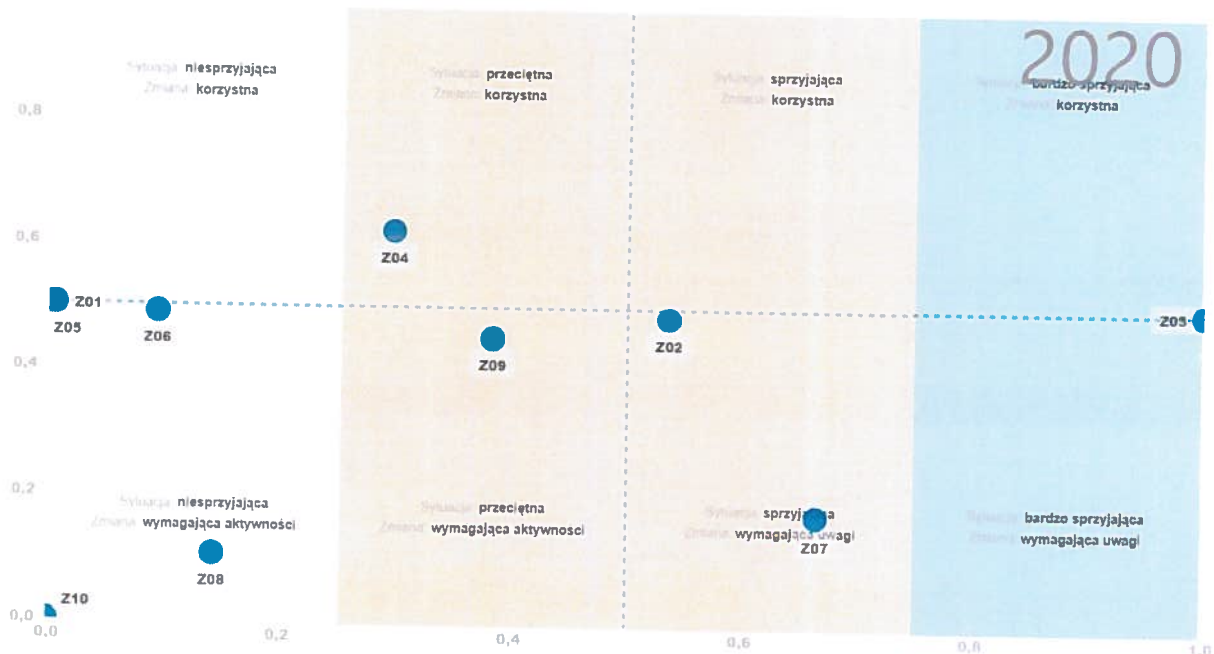 2020
Sytuacja: niesprzyjająca
Zmiana: korzystna
Sytuacja: przeciętna
Zmiana: korzystna
Sytuacja: sprzyjająca
Zmiana: korzystna
Sytuacja: bardzo sprzyjająca
Zmiana: korzystna
0,8
0,6
Z04
Z01
Z05
Z06
Z09
Z02
Z05
0,4
0,2
Sytuacja: niesprzyjająca
Zmiana: wymagająca aktywności
Sytuacja: przeciętna
Zmiana: wymagająca aktywnosci
Sytuacja: sprzyjająca
Zmiana: wymagająca uwagi
Sytuacja: bardzo sprzyjająca
Zmiana: wymagająca uwagi
Z08
Z07
Z10
0,0
0,0
0,2
0,4
0,6
0,8
1,0